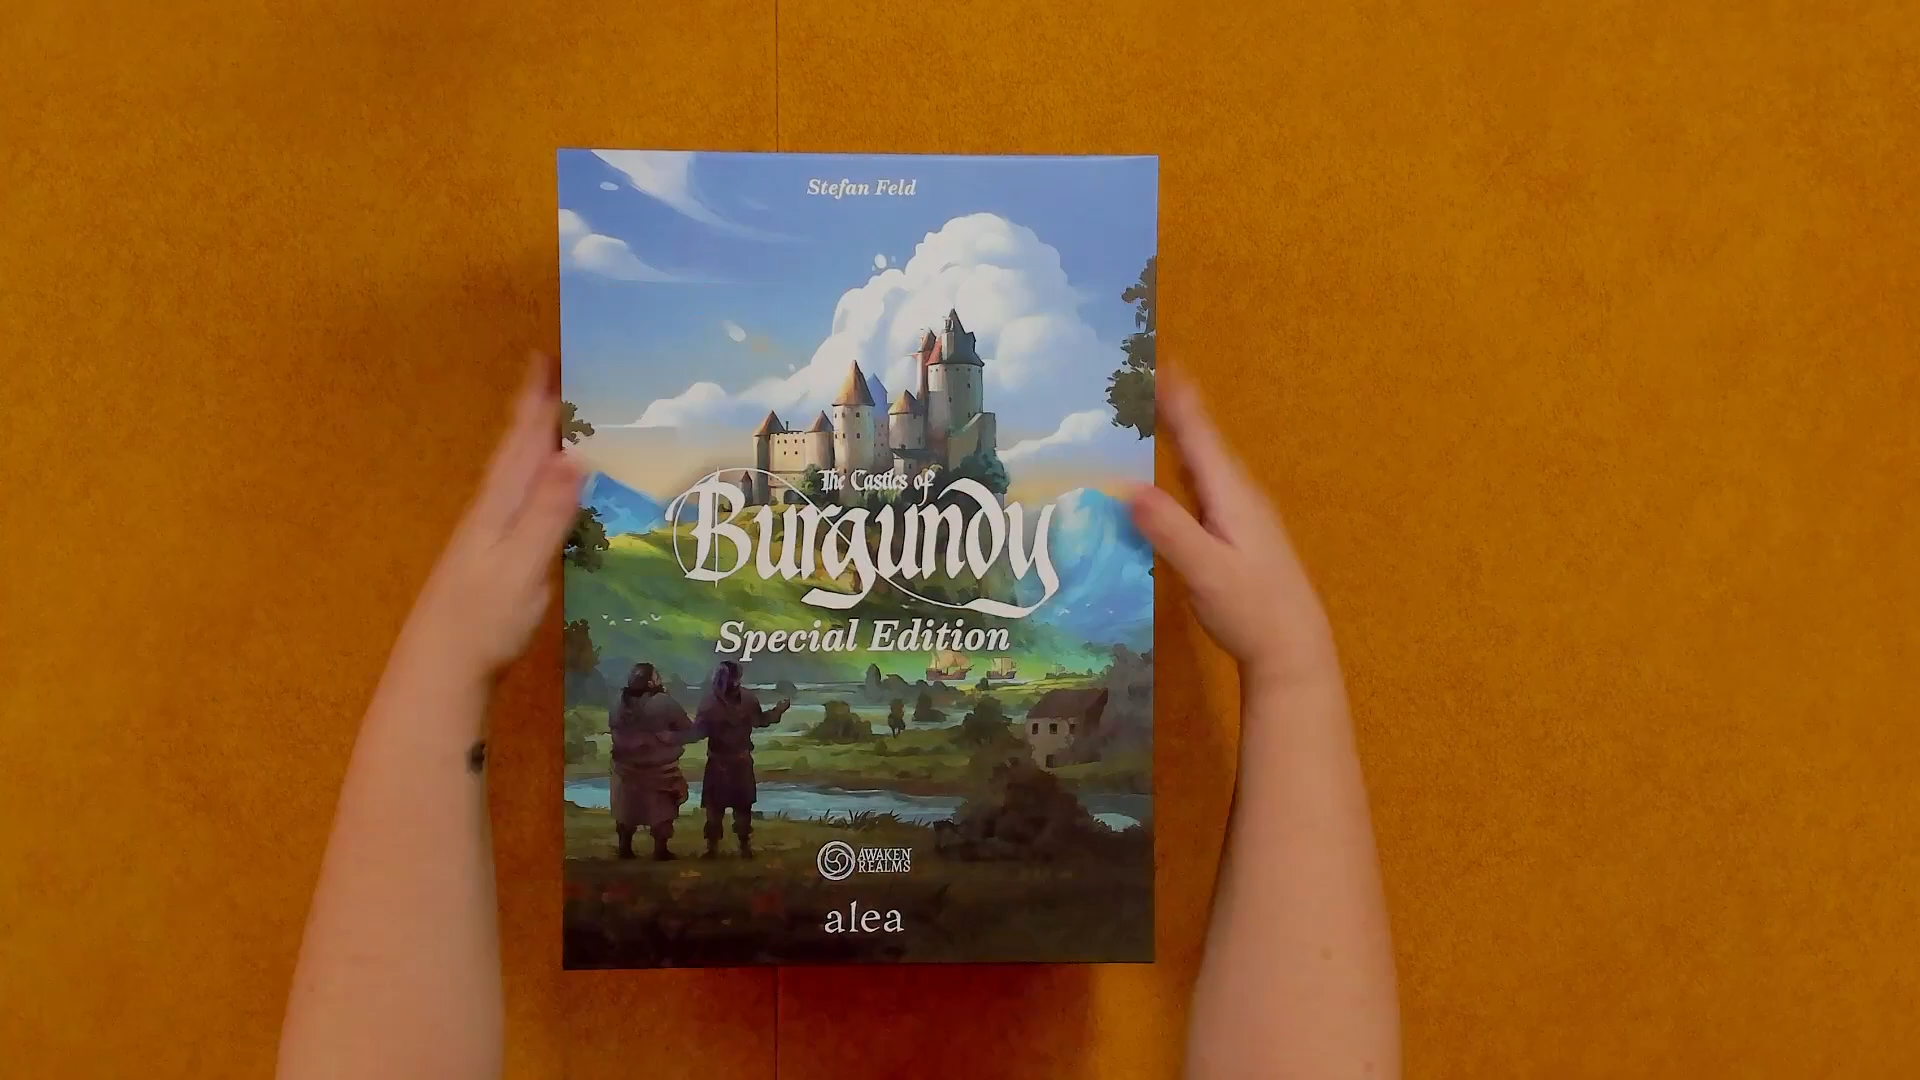 Stefan Feld
The Castles of
Burgundy
Special Edition
AWAKEN
REALMS
alea